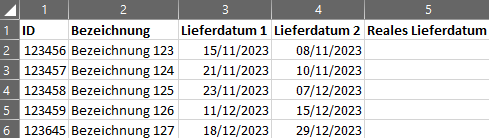 1 2 3 4 5
1 ID Bezeichnung Lieferdatum 1 Lieferdatum 2 Reales Lieferdatum
2 123456 Bezeichnung 123 15/11/2023 08/11/2023
3 123457 Bezeichnung 124 21/11/2023 10/11/2023
4 123458 Bezeichnung 125 23/11/2023 07/12/2023
5 123459 Bezeichnung 126 11/12/2023 15/12/2023
6 123645 Bezeichnung 127 18/12/2023 29/12/2023